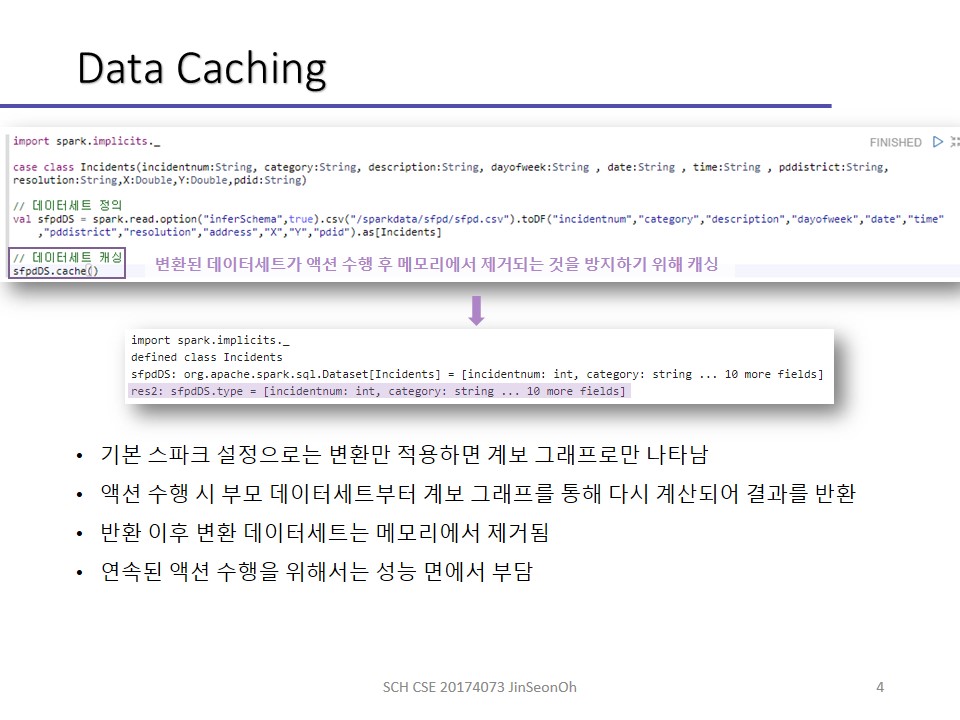 Data Caching
import spark.implicits._
FINISHED
case class Incidents(incidentnum:String, category:String, description:String, dayofweek:String , date:String , time:String , pddistrict:String,
resolution:String,X:Double,Y:Double,pdid:String)
// 데이터세트 정의
val sfpdDS = spark.read.option("inferSchema",true).csv("/sparkdata/sfpd/sfpd.csv").toDF("incidentnum","category","description","dayofweek","date","time"
,"pddistrict","resolution","address","X","Y","pdid").as[Incidents]
// 데이터세트 캐싱
sfpdDS.cache()
변환된 데이터세트가 액션 수행 후 메모리에서 제거되는 것을 방지하기 위해 캐싱
import spark.implicits._
defined class Incidents
sfpdDS: org.apache.spark.sql.Dataset[Incidents] = [incidentnum: int, category: string ... 10 more fields]
res2: sfpdDS.type = [incidentnum: int, category: string ... 10 more fields]
• 기본 스파크 설정으로는 변환만 적용하면 계보 그래프로만 나타남
• 액션 수행 시 부모 데이터세트부터 계보 그래프를 통해 다시 계산되어 결과를 반환
• 반환 이후 변환 데이터세트는 메모리에서 제거됨
• 연속된 액션 수행을 위해서는 성능 면에서 부담
SCH CSE 20174073 JinSeonOh
4